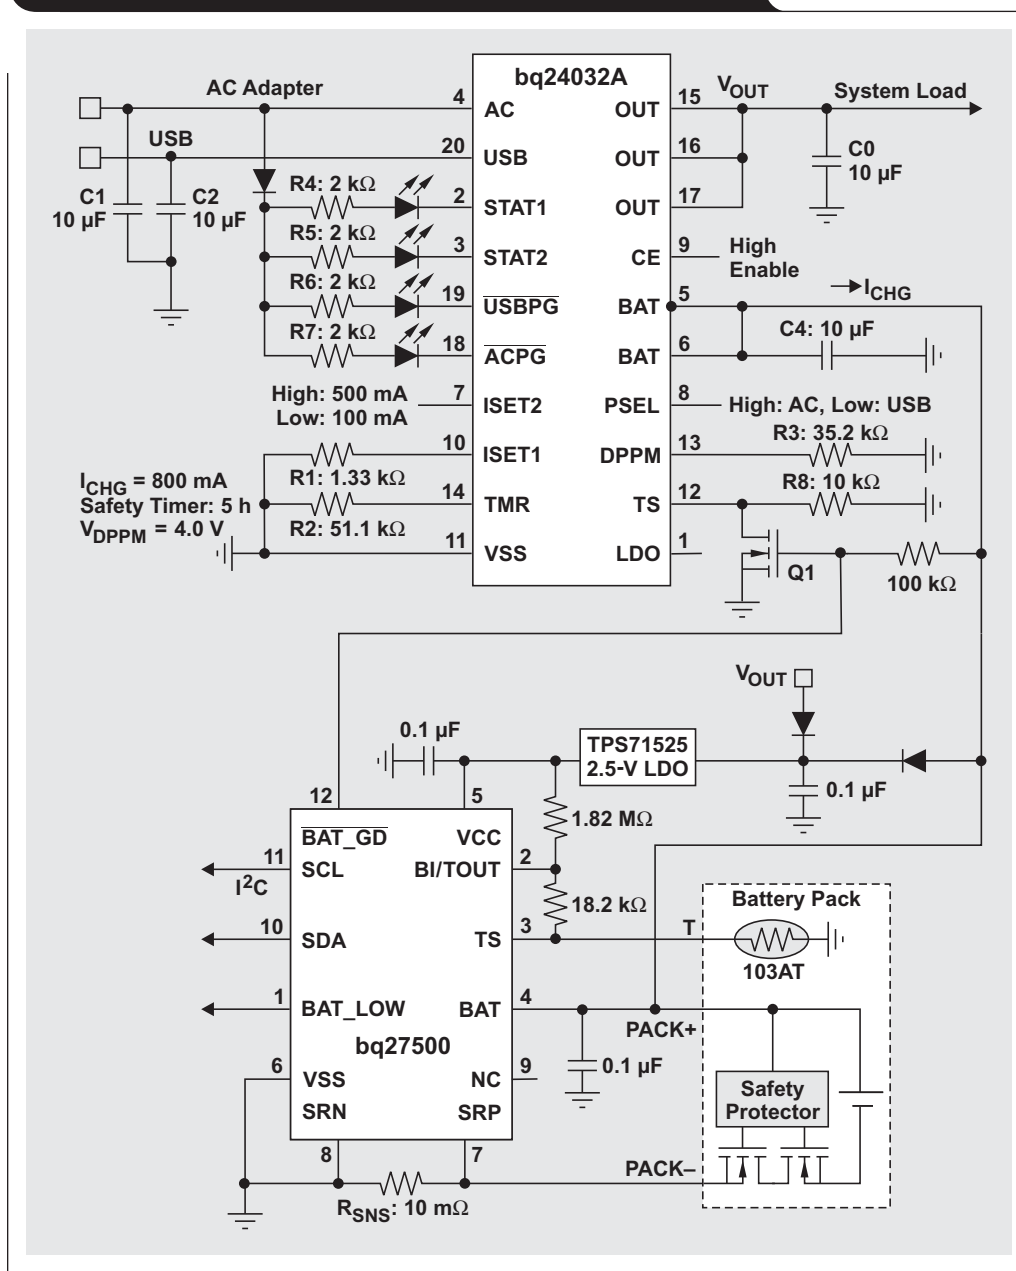 bq24032A
AC Adapter
4
AC
OUT
15
VOUT
System Load
USB
20
USB
OUT
16
C0
10 µF
C1
10 µF
C2
10 µF
R4: 2 kΩ
2
STAT1
OUT
17
R5: 2 kΩ
3
STAT2
CE
9
High
Enable
R6: 2 kΩ
19
USBPG
BAT
5
ICHG
R7: 2 kΩ
18
ACPG
BAT
6
C4: 10 µF
High: 500 mA
Low: 100 mA
7
ISET2
PSEL
8
High: AC, Low: USB
10
ISET1
DPPM
13
R3: 35.2 kΩ
R1: 1.33 kΩ
ICHG = 800 mA
Safety Timer: 5 h
VDPPM = 4.0 V
14
TMR
TS
12
R8: 10 kΩ
R2: 51.1 kΩ
11
VSS
LDO
1
Q1
100 kΩ
VOUT
0.1 µF
TPS71525
2.5-V LDO
0.1 µF
12
5
1.82 MΩ
BAT_GD
VCC
11
SCL
I2C
BI/TOUT
2
18.2 kΩ
Battery Pack
10
SDA
TS
3
T
103AT
1
BAT_LOW
BAT
4
PACK+
bq27500
6
VSS
NC
9
0.1 µF
Safety
Protector
SRN
SRP
8
7
PACK–
RSNS: 10 mΩ